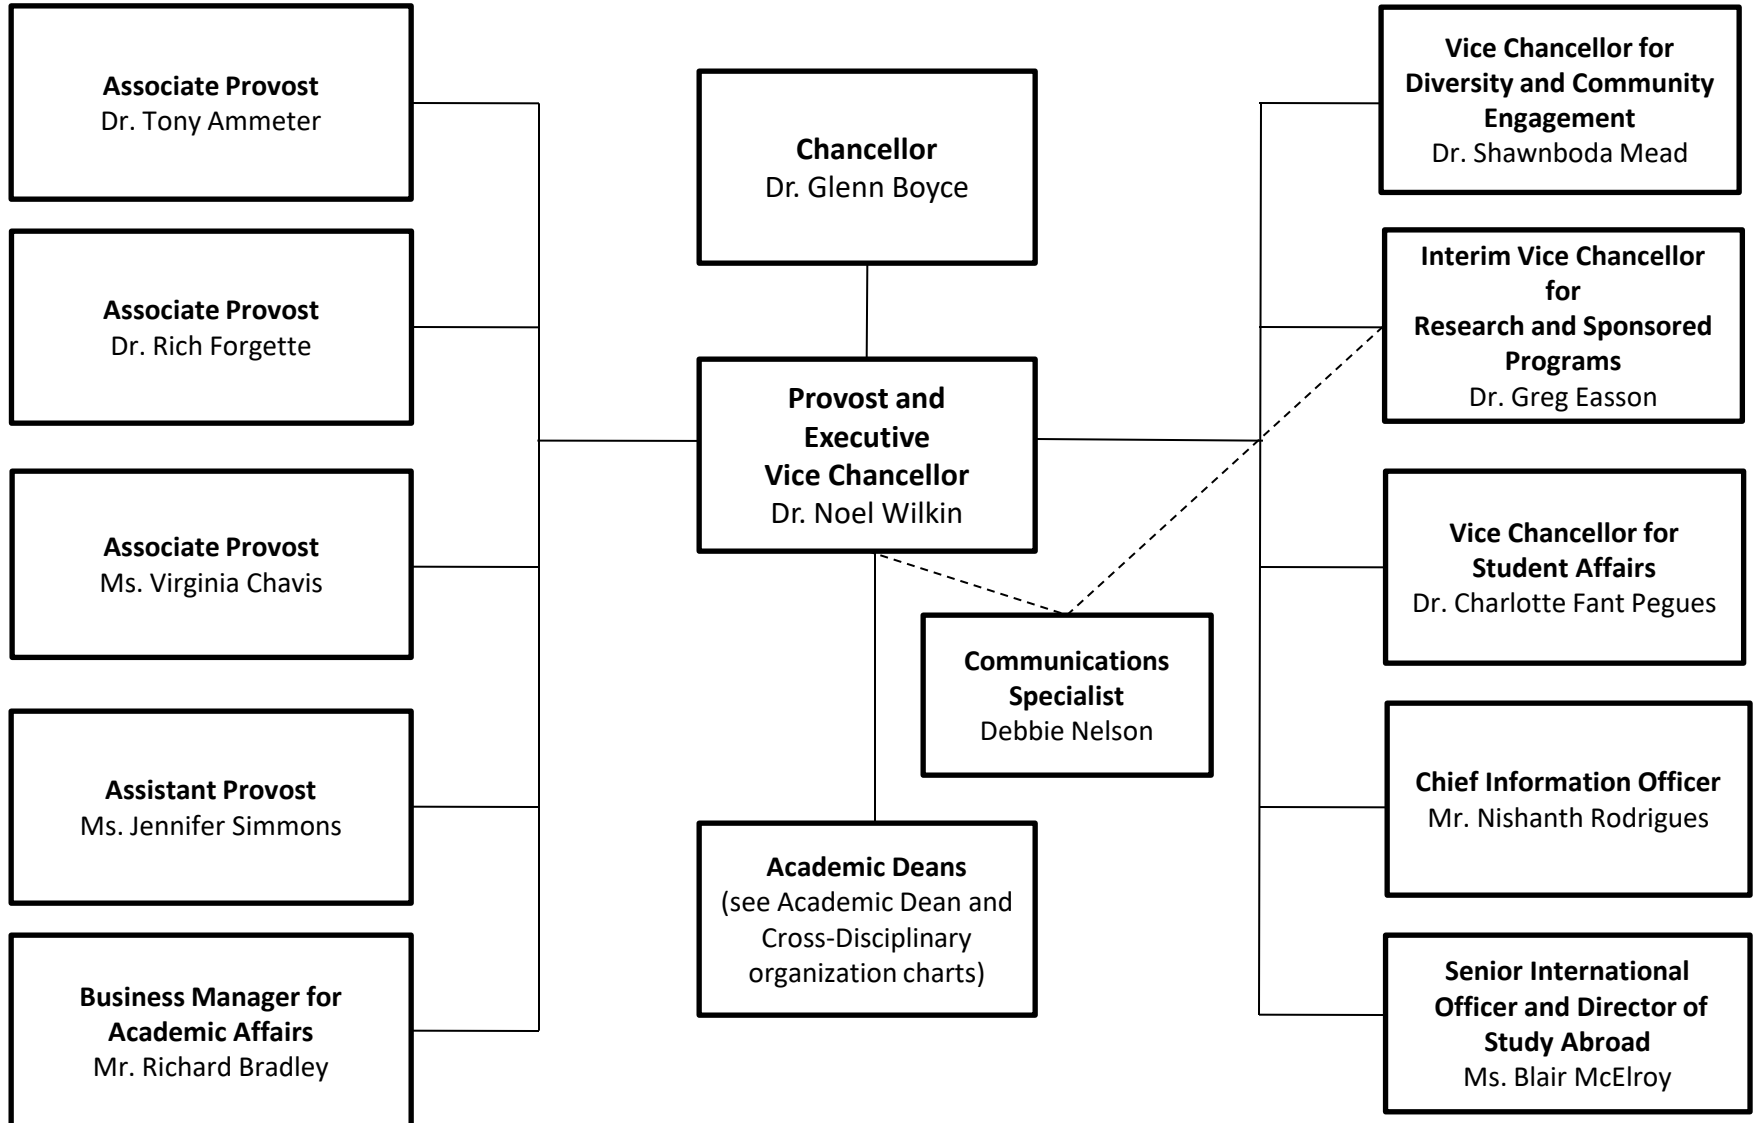 Associate Provost
Dr. Tony Ammeter
Associate Provost
Dr. Rich Forgette
Associate Provost
Ms. Virginia Chavis
Assistant Provost
Ms. Jennifer Simmons
Business Manager for
Academic Affairs
Mr. Richard Bradley
Chancellor
Dr. Glenn Boyce
Provost and
Executive
Vice Chancellor
Dr. Noel Wilkin
Communications
Specialist
Debbie Nelson
Academic Deans
(see Academic Dean and
Cross-Disciplinary
organization charts)
Vice Chancellor for
Diversity and Community
Engagement
Dr. Shawnboda Mead
Interim Vice Chancellor
for
Research and Sponsored
Programs
Dr. Greg Easson
Vice Chancellor for
Student Affairs
Dr. Charlotte Fant Pegues
Chief Information Officer
Mr. Nishanth Rodrigues
Senior International
Officer and Director of
Study Abroad
Ms. Blair McElroy